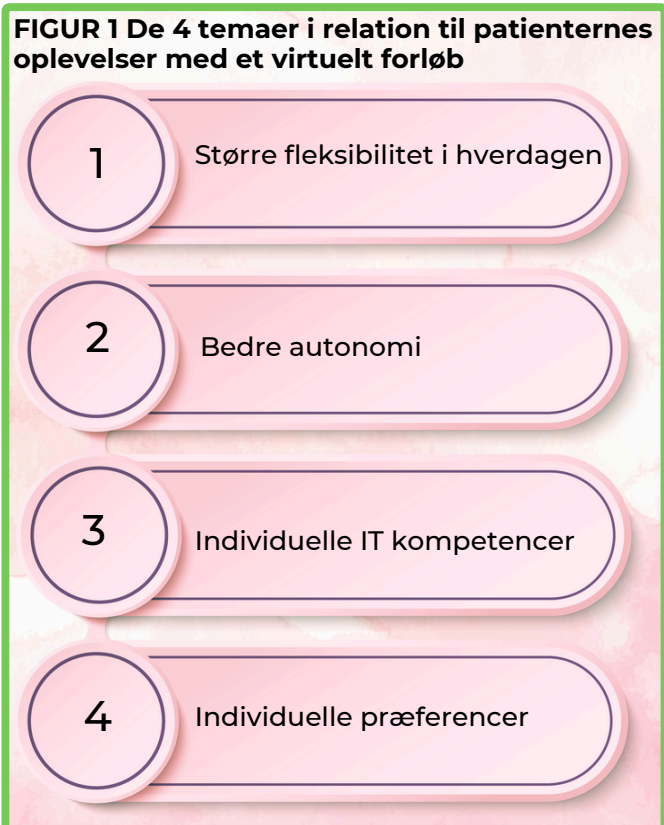 FIGUR 1 De 4 temaer i relation til patienternes
oplevelser med et virtuelt forløb
1
Større fleksibilitet i hverdagen
2
Bedre autonomi
3
Individuelle IT kompetencer
4
Individuelle præferencer